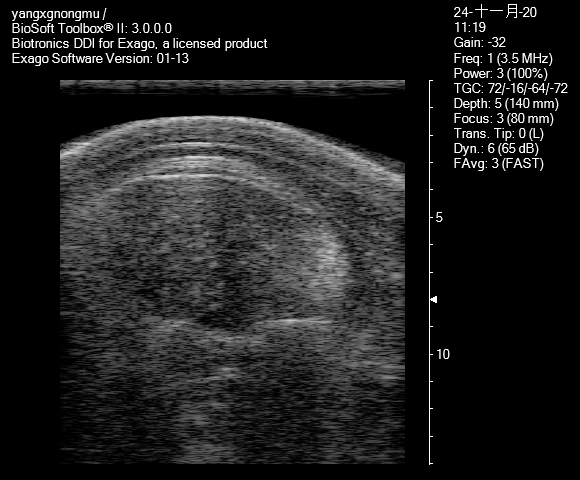 yangxgnongmu /
BioSoft Toolbox® II: 3.0.0.0
Biotronics DDI for Exago, a licensed product
Exago Software Version: 01-13
24-十一月-20
11:19
Gain: -32
Freq: 1 (3.5 MHz)
Power: 3 (100%)
TGC: 72/-16/-64/-72
Depth: 5 (140 mm)
Focus: 3 (80 mm)
Trans. Tip: 0 (L)
Dyn.: 6 (65 dB)
FAvg: 3 (FAST)
5
10